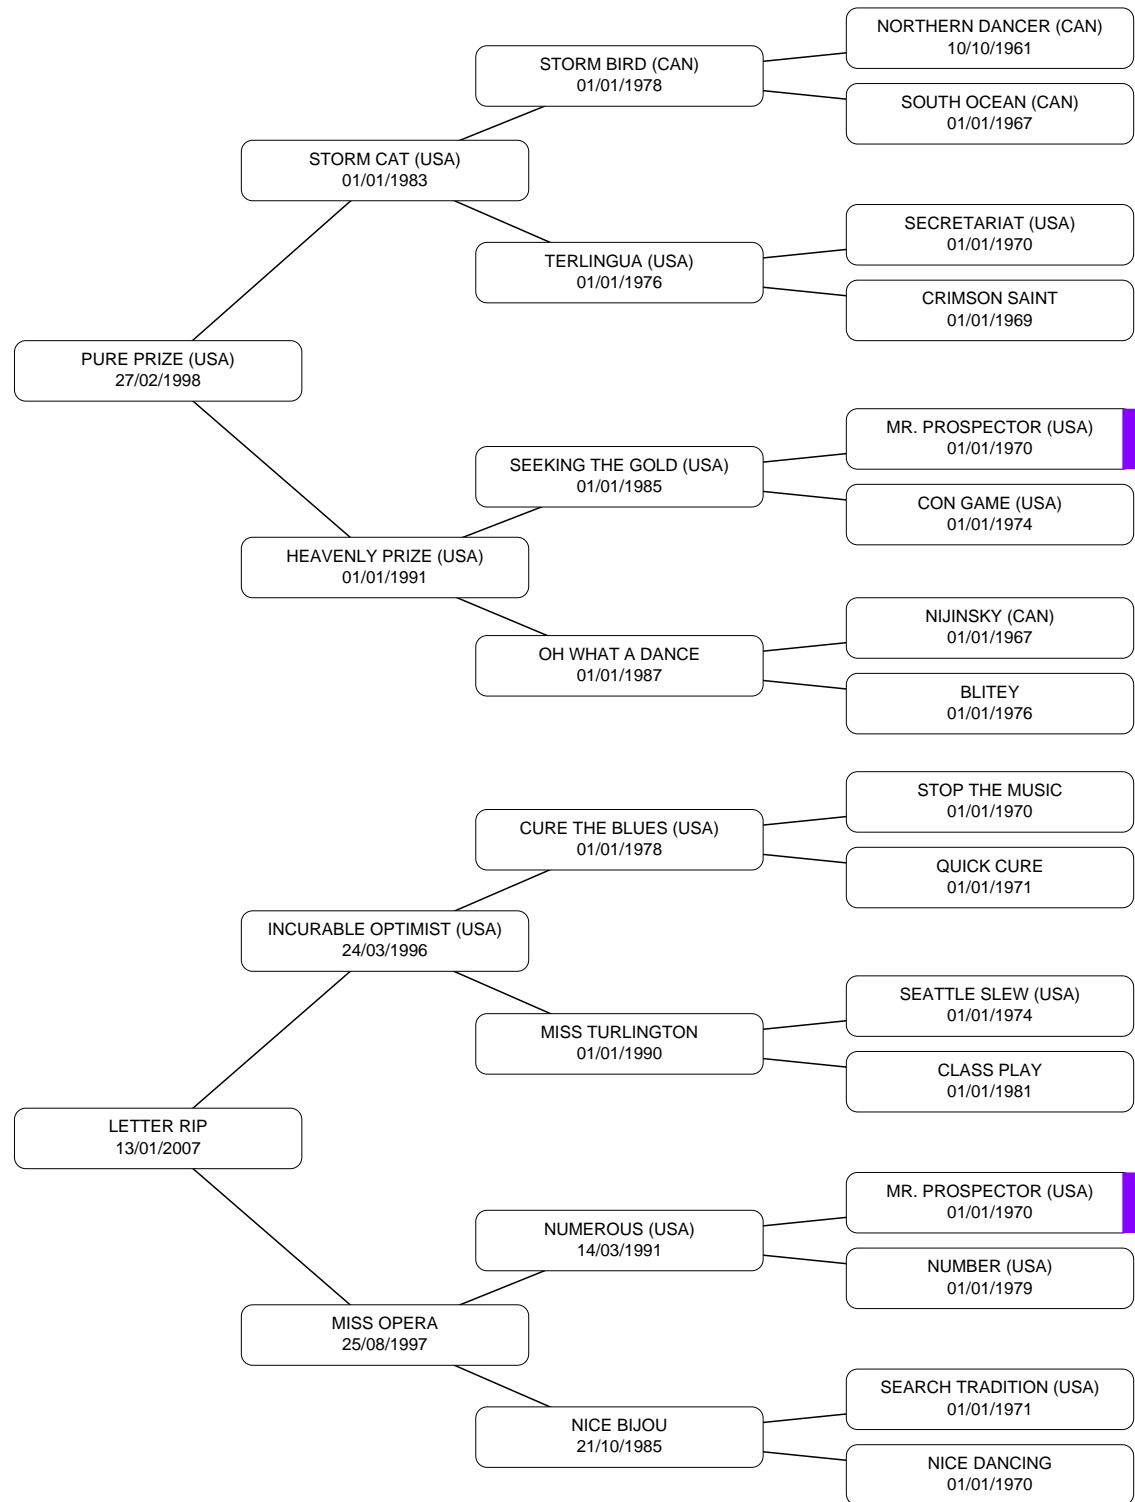 NORTHERN DANCER (CAN)
10/10/1961
STORM BIRD (CAN)
01/01/1978
SOUTH OCEAN (CAN)
01/01/1967
STORM CAT (USA)
01/01/1983
SECRETARIAT (USA)
01/01/1970
TERLINGUA (USA)
01/01/1976
CRIMSON SAINT
01/01/1969
PURE PRIZE (USA)
27/02/1998
MR. PROSPECTOR (USA)
01/01/1970
SEEKING THE GOLD (USA)
01/01/1985
CON GAME (USA)
01/01/1974
HEAVENLY PRIZE (USA)
01/01/1991
NIJINSKY (CAN)
01/01/1967
OH WHAT A DANCE
01/01/1987
BLITEY
01/01/1976
STOP THE MUSIC
01/01/1970
CURE THE BLUES (USA)
01/01/1978
QUICK CURE
01/01/1971
INCURABLE OPTIMIST (USA)
24/03/1996
SEATTLE SLEW (USA)
01/01/1974
MISS TURLINGTON
01/01/1990
CLASS PLAY
01/01/1981
LETTER RIP
13/01/2007
MR. PROSPECTOR (USA)
01/01/1970
NUMEROUS (USA)
14/03/1991
NUMBER (USA)
01/01/1979
MISS OPERA
25/08/1997
SEARCH TRADITION (USA)
01/01/1971
NICE BIJOU
21/10/1985
NICE DANCING
01/01/1970